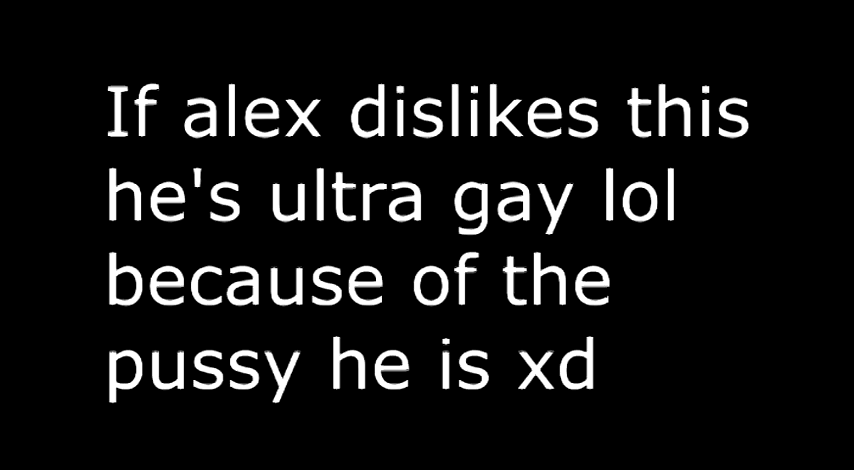 If alex dislikes this
he's ultra gay lol
because of the
pussy he is xd